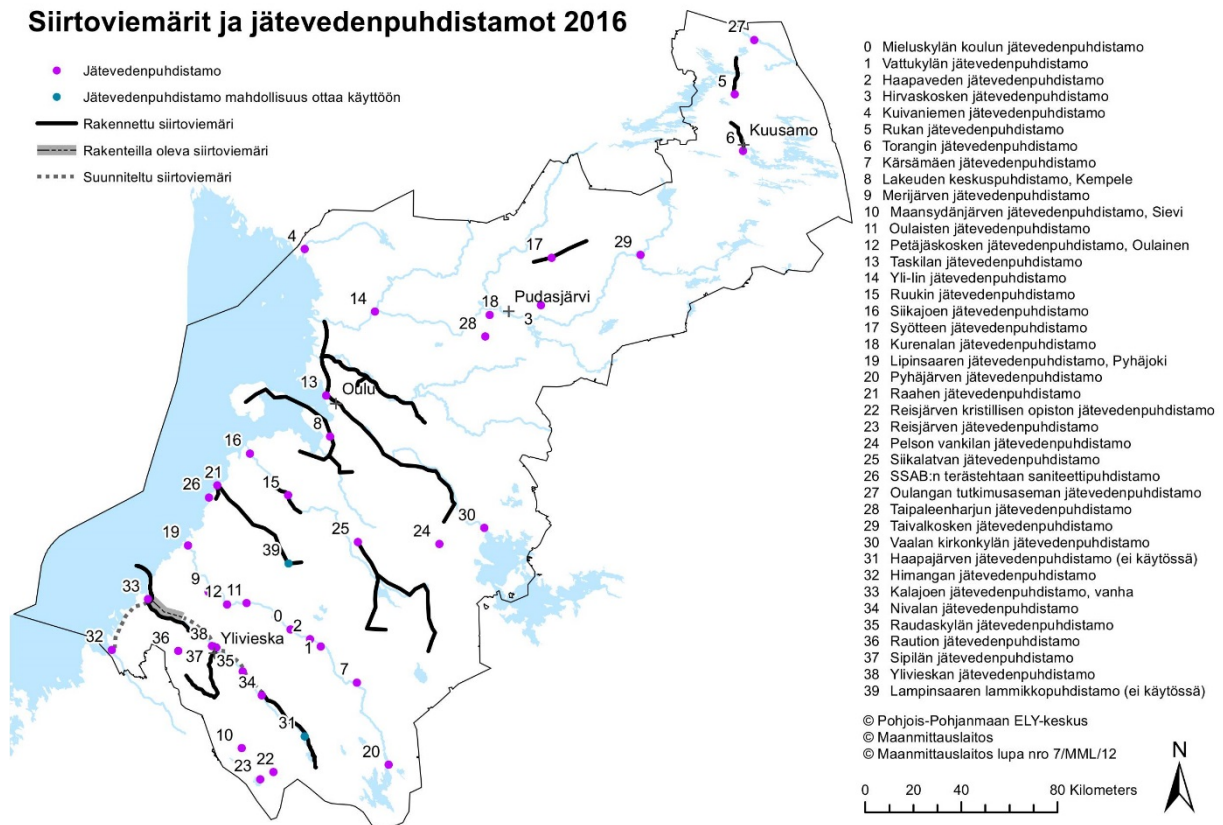 Siirtoviemärit ja jätevedenpuhdistamot 2016
Jätevedenpuhdistamo
Jätevedenpuhdistamo mahdollisuus ottaa käyttöön
Rakennettu siirtoviemäri
Rakenteilla oleva siirtoviemäri
Suunniteltu siirtoviemäri
27
5
6
Kuusamo
4
17
29
14
18
Pudasjärvi
3
28
13
Oulu
8
16
21
26
15
30
25
24
19
39
33
9
12
11
0
2
1
32
36
38
Ylivieska
37
35
7
34
31
10
22
23
20
0 Mieluskylän koulun jätevedenpuhdistamo
1 Vattukylän jätevedenpuhdistamo
2 Haapaveden jätevedenpuhdistamo
3 Hirvaskosken jätevedenpuhdistamo
4 Kuivaniemen jätevedenpuhdistamo
5 Rukan jätevedenpuhdistamo
6 Torangin jätevedenpuhdistamo
7 Kärsämäen jätevedenpuhdistamo
8 Lakeuden keskuspuhdistamo, Kempele
9 Merijärven jätevedenpuhdistamo
10 Maansydänjärven jätevedenpuhdistamo, Sievi
11 Oulaisten jätevedenpuhdistamo
12 Petäjäskosken jätevedenpuhdistamo, Oulainen
13 Taskilan jätevedenpuhdistamo
14 Yli-Iin jätevedenpuhdistamo
15 Ruukin jätevedenpuhdistamo
16 Siikajoen jätevedenpuhdistamo
17 Syötteen jätevedenpuhdistamo
18 Kurenalan jätevedenpuhdistamo
19 Lipinsaaren jätevedenpuhdistamo, Pyhäjoki
20 Pyhäjärven jätevedenpuhdistamo
21 Raahen jätevedenpuhdistamo
22 Reisjärven kristillisen opiston jätevedenpuhdistamo
23 Reisjärven jätevedenpuhdistamo
24 Pelson vankilan jätevedenpuhdistamo
25 Siikalatvan jätevedenpuhdistamo
26 SSAB:n terästehtaan saniteettipuhdistamo
27 Oulangan tutkimusaseman jätevedenpuhdistamo
28 Taipaleenharjun jätevedenpuhdistamo
29 Taivalkosken jätevedenpuhdistamo
30 Vaalan kirkonkylän jätevedenpuhdistamo
31 Haapajärven jätevedenpuhdistamo (ei käytössä)
32 Himangan jätevedenpuhdistamo
33 Kalajoen jätevedenpuhdistamo, vanha
34 Nivalan jätevedenpuhdistamo
35 Raudaskylän jätevedenpuhdistamo
36 Raution jätevedenpuhdistamo
37 Sipilän jätevedenpuhdistamo
38 Ylivieskan jätevedenpuhdistamo
39 Lampinsaaren lammikkopuhdistamo (ei käytössä)
© Pohjois-Pohjanmaan ELY-keskus
© Maanmittauslaitos
© Maanmittauslaitos lupa nro 7/MML/12
N
0 20 40 80 Kilometers